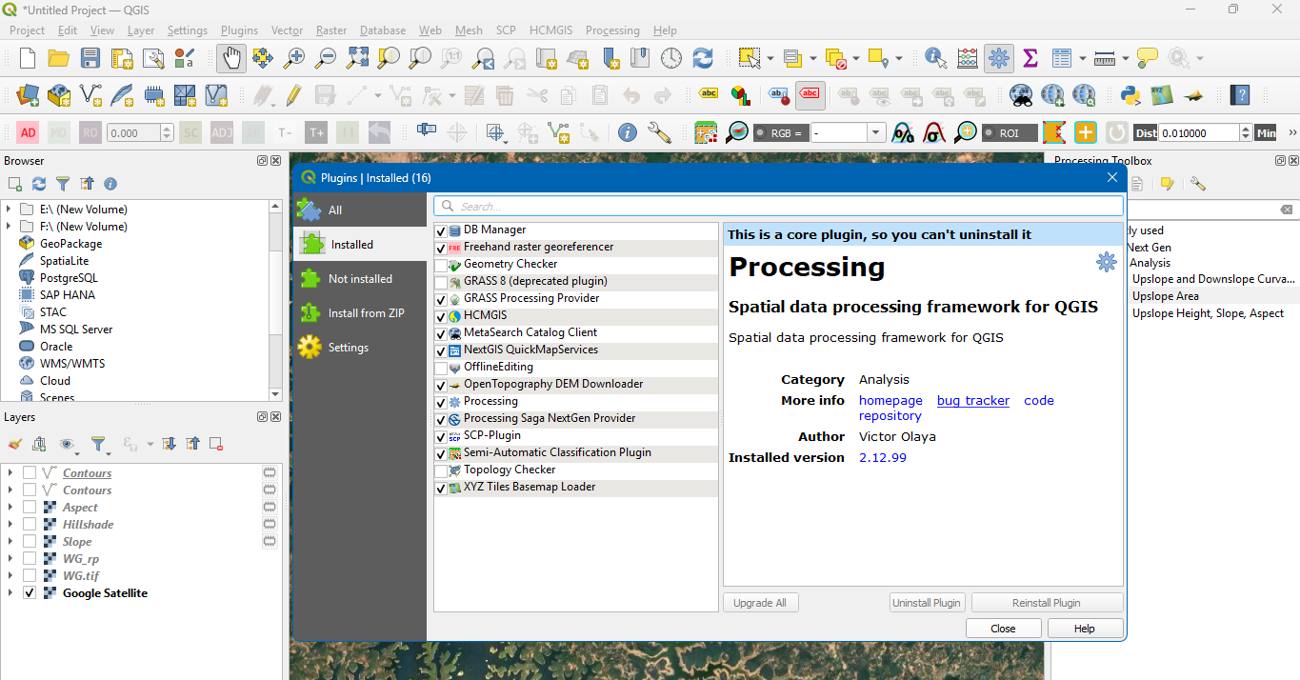 *Untitled Project — QGIS
Project Edit View Layer Settings Plugins Vector Raster Database Web Mesh SCP HCMGIS Processing Help
abc abc abc
AD RO 0.000 SC ADJ T- T+ RGB = - ROI Dist 0.010000 Min »
Browser
E:\ (New Volume)
F:\ (New Volume)
GeoPackage
SpatiaLite
PostgreSQL
SAP HANA
STAC
MS SQL Server
Oracle
WMS/WMTS
Cloud
Scenes
Layers
Contours
Contours
Aspect
Hillshade
Slope
WG_rp
WG.tif
Google Satellite
Plugins | Installed (16)
All
Installed
Not installed
Install from ZIP
Settings
Search...
DB Manager
Freehand raster georeferencer
Geometry Checker
GRASS 8 (deprecated plugin)
GRASS Processing Provider
HCMGIS
MetaSearch Catalog Client
NextGIS QuickMapServices
OfflineEditing
OpenTopography DEM Downloader
Processing
Processing Saga NextGen Provider
SCP-Plugin
Semi-Automatic Classification Plugin
Topology Checker
XYZ Tiles Basemap Loader
This is a core plugin, so you can't uninstall it
Processing
Spatial data processing framework for QGIS
Spatial data processing framework for QGIS
Category Analysis
More info homepage bug tracker code
repository
Author Victor Olaya
Installed version 2.12.99
Upgrade All Uninstall Plugin Reinstall Plugin
Close Help
Processing Toolbox
ly used
Next Gen
Analysis
Upslope and Downslope Curva...
Upslope Area
Upslope Height, Slope, Aspect